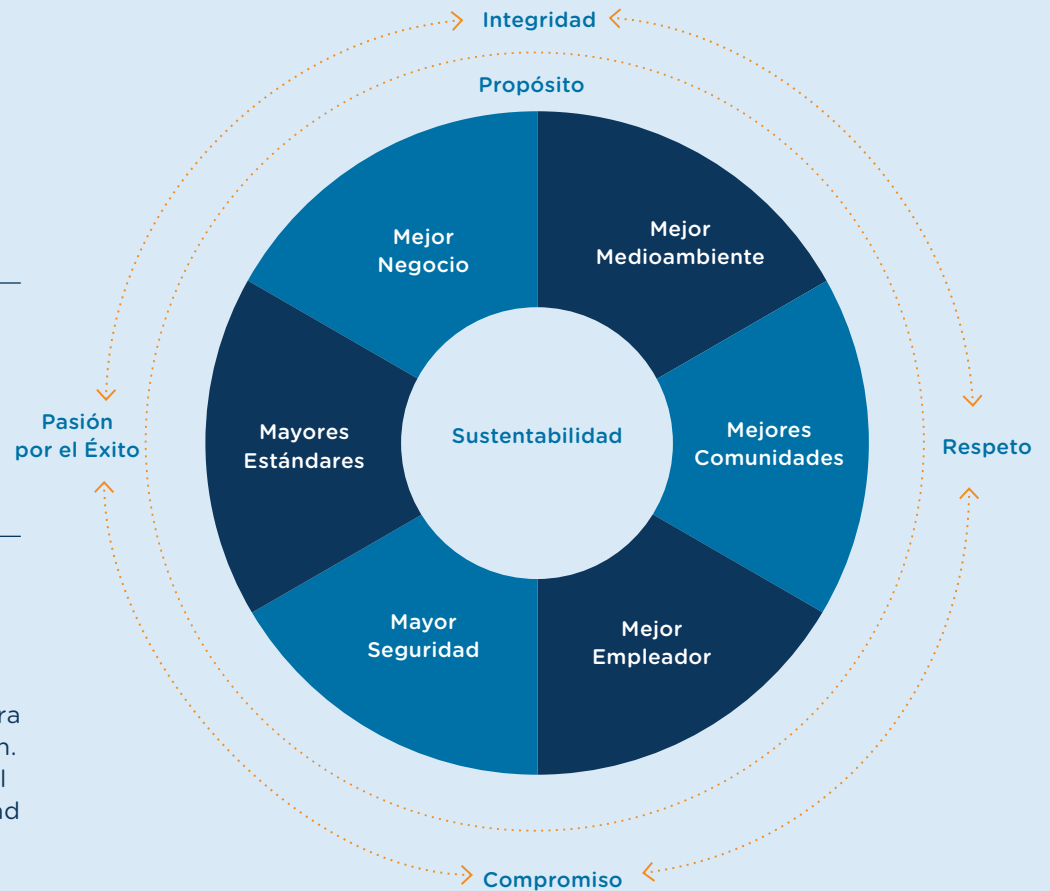 Integridad
Propósito
Mejor
Negocio
Mejor
Medioambiente
Pasión
por el Éxito
Mayores
Estándares
Sustentabilidad
Mejores
Comunidades
Respeto
Mayor
Seguridad
Mejor
Empleador
Compromiso